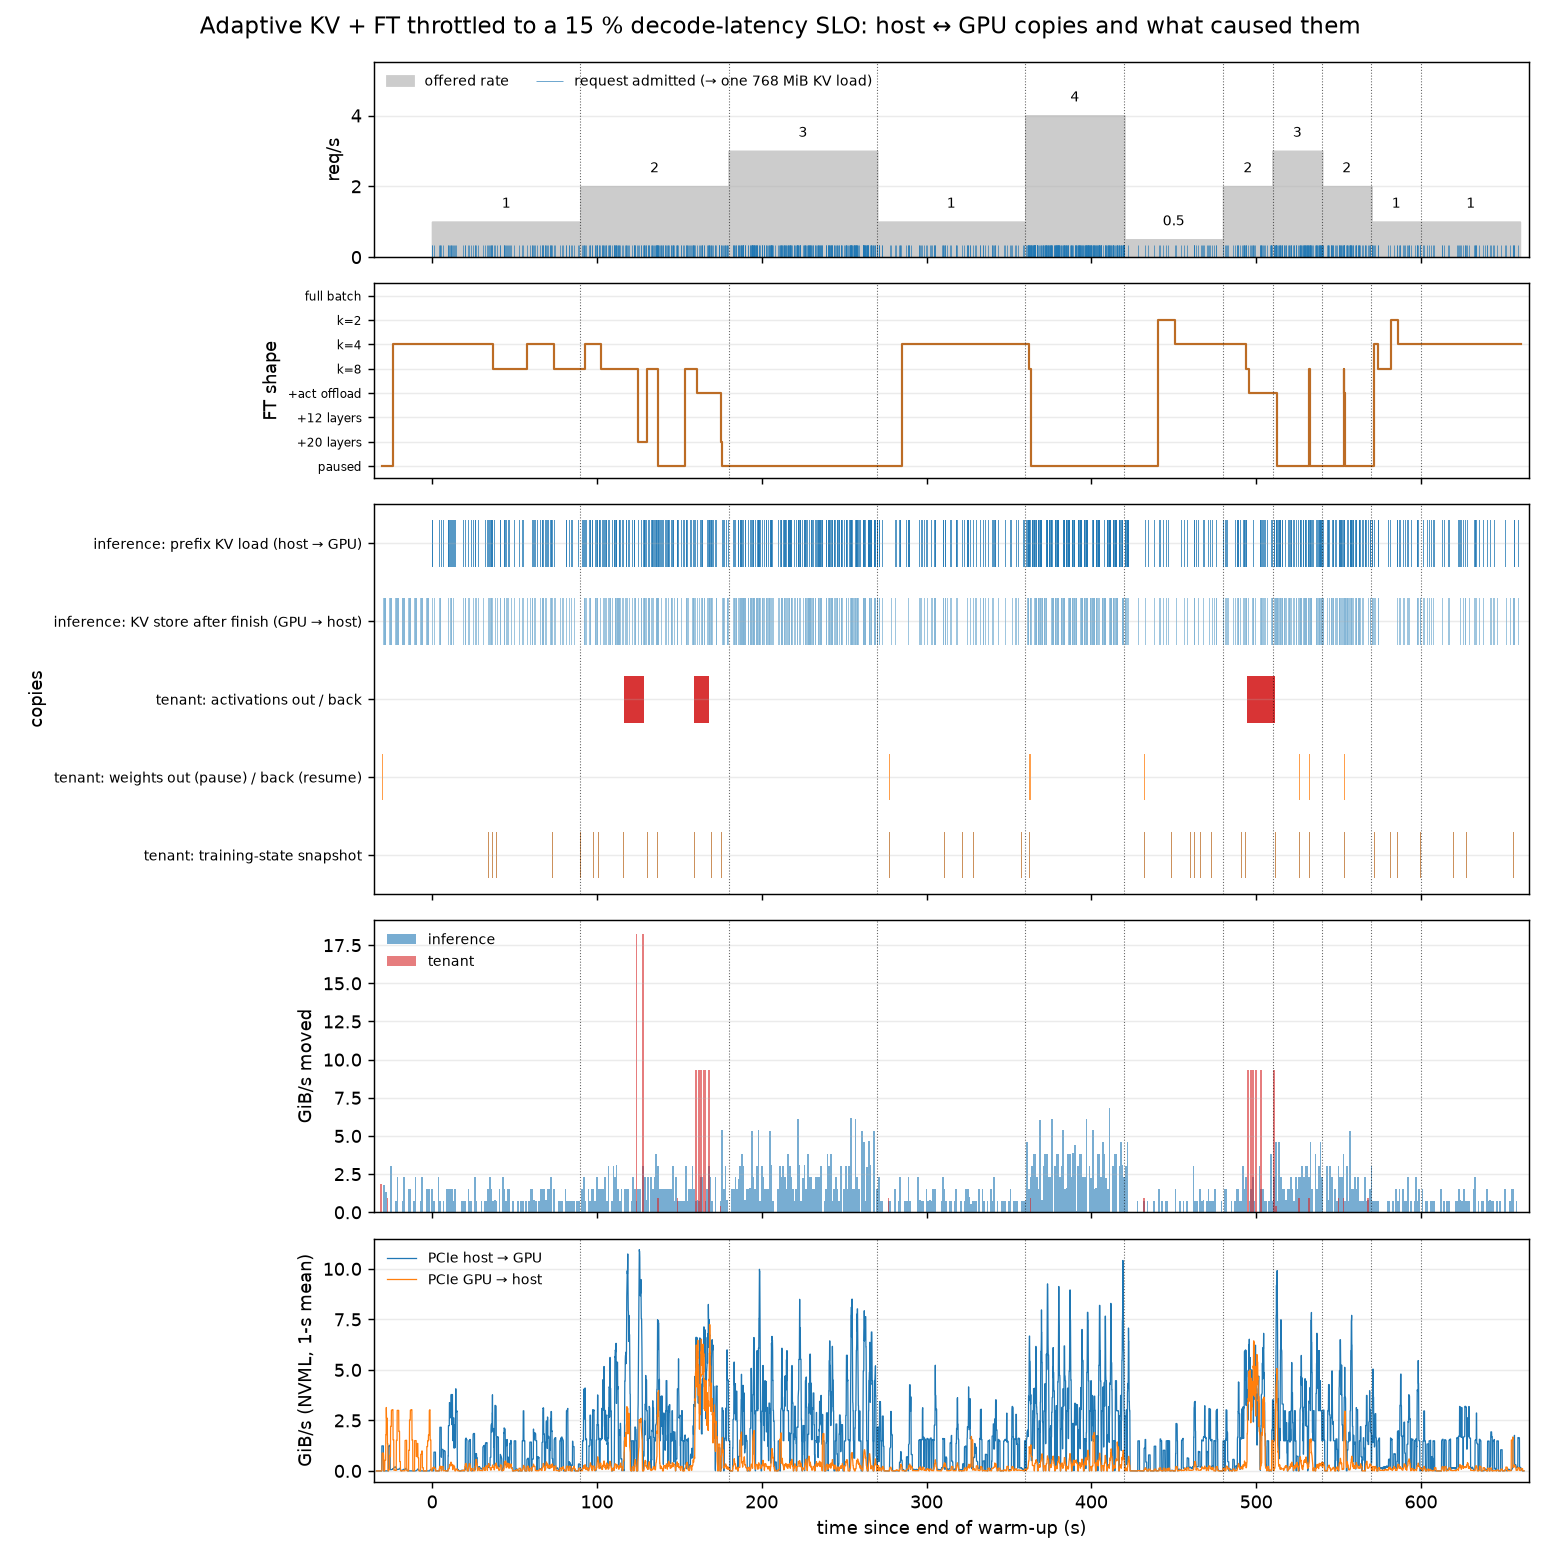 Adaptive KV + FT throttled to a 15 % decode-latency SLO: host ↔ GPU copies and what caused them
offered rate
request admitted (→ one 768 MiB KV load)
req/s
4
2
0
1
2
3
1
4
0.5
2
3
2
1
1
FT shape
full batch
k=2
k=4
k=8
+act offload
+12 layers
+20 layers
paused
copies
inference: prefix KV load (host → GPU)
inference: KV store after finish (GPU → host)
tenant: activations out / back
tenant: weights out (pause) / back (resume)
tenant: training-state snapshot
GiB/s moved
inference
tenant
17.5
15.0
12.5
10.0
7.5
5.0
2.5
0.0
GiB/s (NVML, 1-s mean)
PCIe host → GPU
PCIe GPU → host
10.0
7.5
5.0
2.5
0.0
0
100
200
300
400
500
600
time since end of warm-up (s)